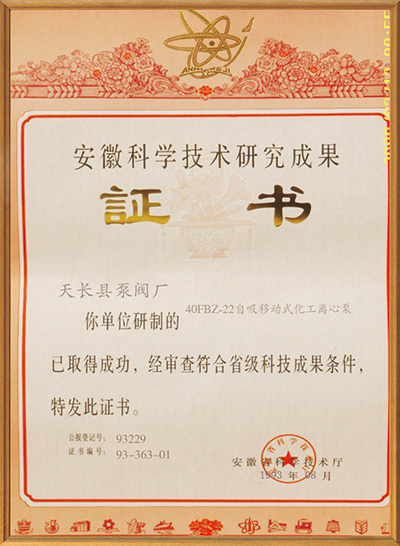 安徽科学技术研究成果
証书
天长县泵阀厂
40FBZ-22自吸移动式化工离心泵
你单位研制的
已取得成功，经审查符合省级科技成果条件，
特发此证书。
公报登记号：93229
证书编号：93-363-01
安徽省科学技术厅
1993 年 08 月